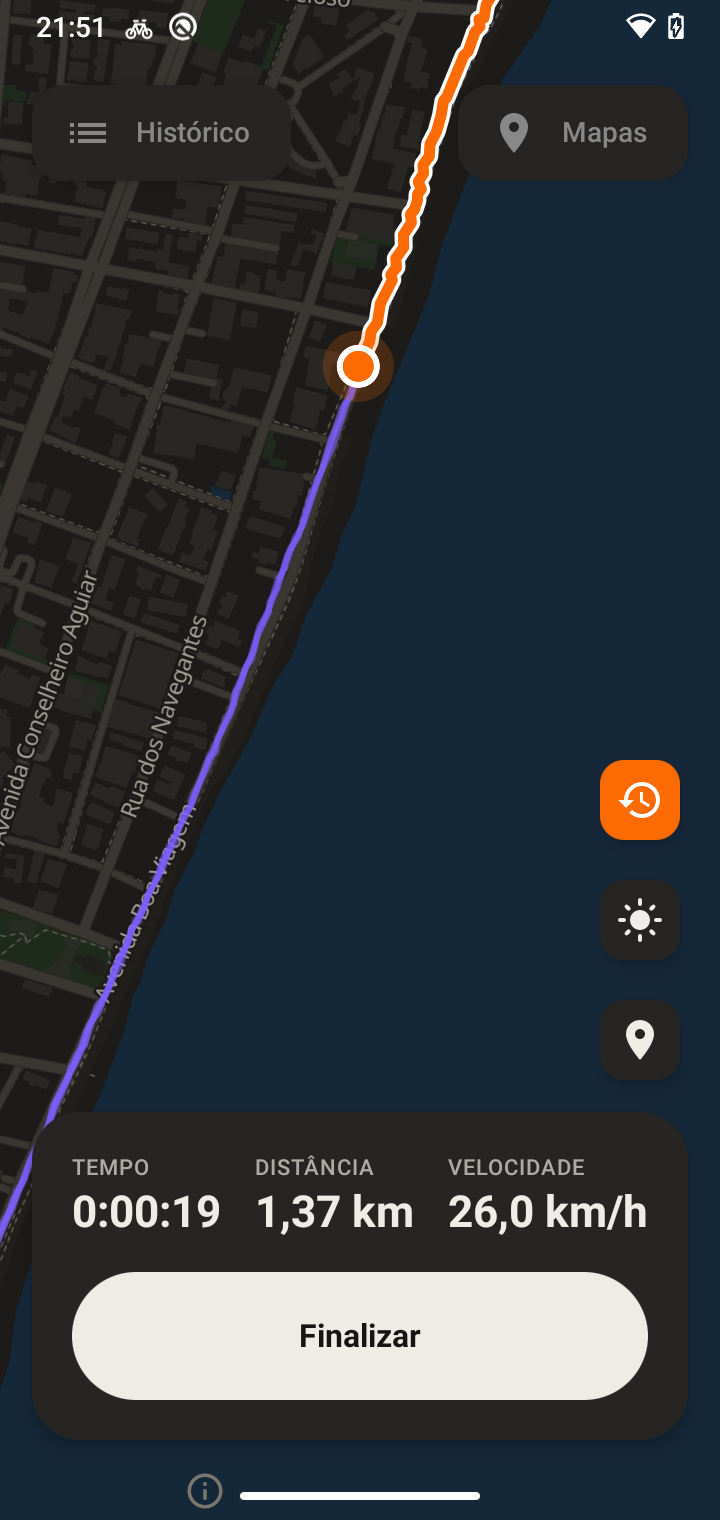 21:51
Histórico
Mapas
Avenida Conselheiro Aguiar
Rua dos Navegantes
Avenida Boa Viagem
TEMPO DISTÂNCIA VELOCIDADE
0:00:19 1,37 km 26,0 km/h
Finalizar